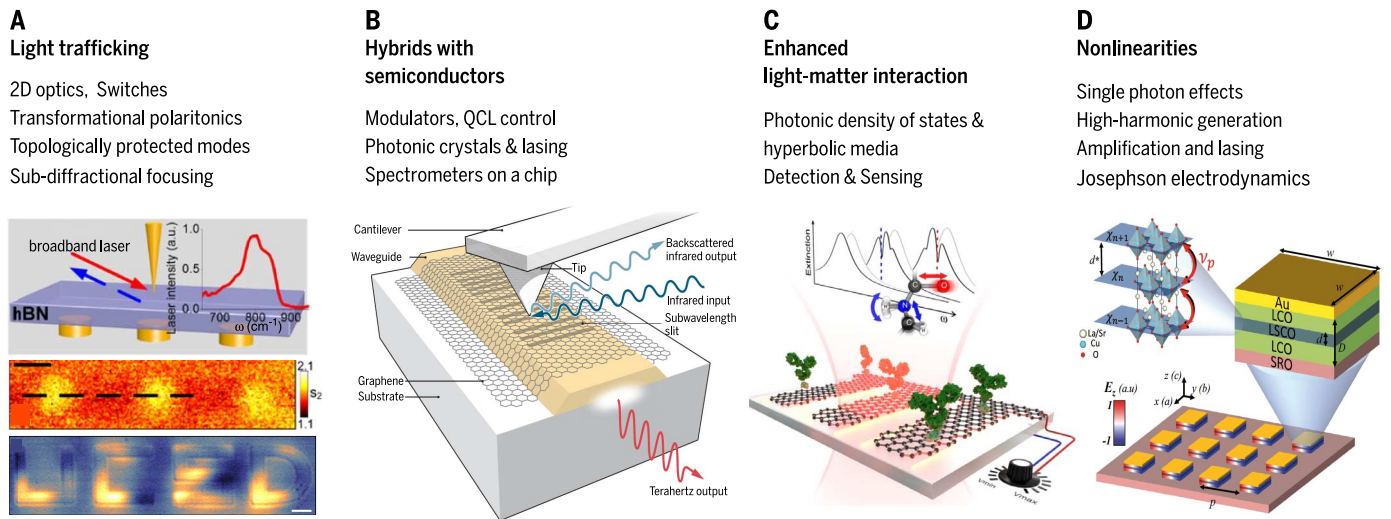 A
Light trafficking
2D optics, Switches
Transformational polaritonics
Topologically protected modes
Sub-diffractional focusing
broadband laser
hBN
Laser intensity (a.u.)
1.0
0.5
0.0
700 800 900
ω (cm⁻¹)
2.1
S₂
1.1
B
Hybrids with
semiconductors
Modulators, QCL control
Photonic crystals & lasing
Spectrometers on a chip
Cantilever
Waveguide
Tip
Backscattered
infrared output
Infrared input
Subwavelength
slit
Graphene
Substrate
Terahertz output
C
Enhanced
light-matter interaction
Photonic density of states &
hyperbolic media
Detection & Sensing
Extinction
ω
C
O
H
N
C
H
Vmin
Vmax
D
Nonlinearities
Single photon effects
High-harmonic generation
Amplification and lasing
Josephson electrodynamics
χn+1
d*
χn
χn−1
νp
La/Sr
Cu
O
w
w
Au
LCO
LSCO
LCO
SRO
d
D
Ez (a.u)
1
-1
z (c)
y (b)
x (a)
p